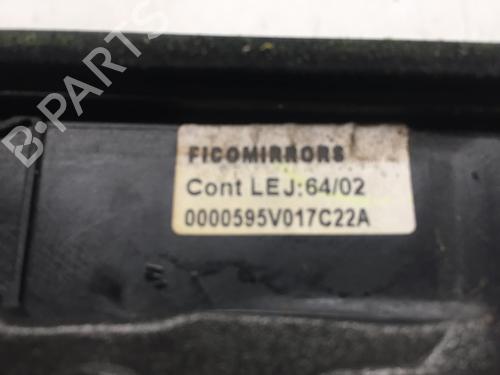 B-PARTS
FICOMIRRORS
Cont LEJ:64/02
0000595V017C22A